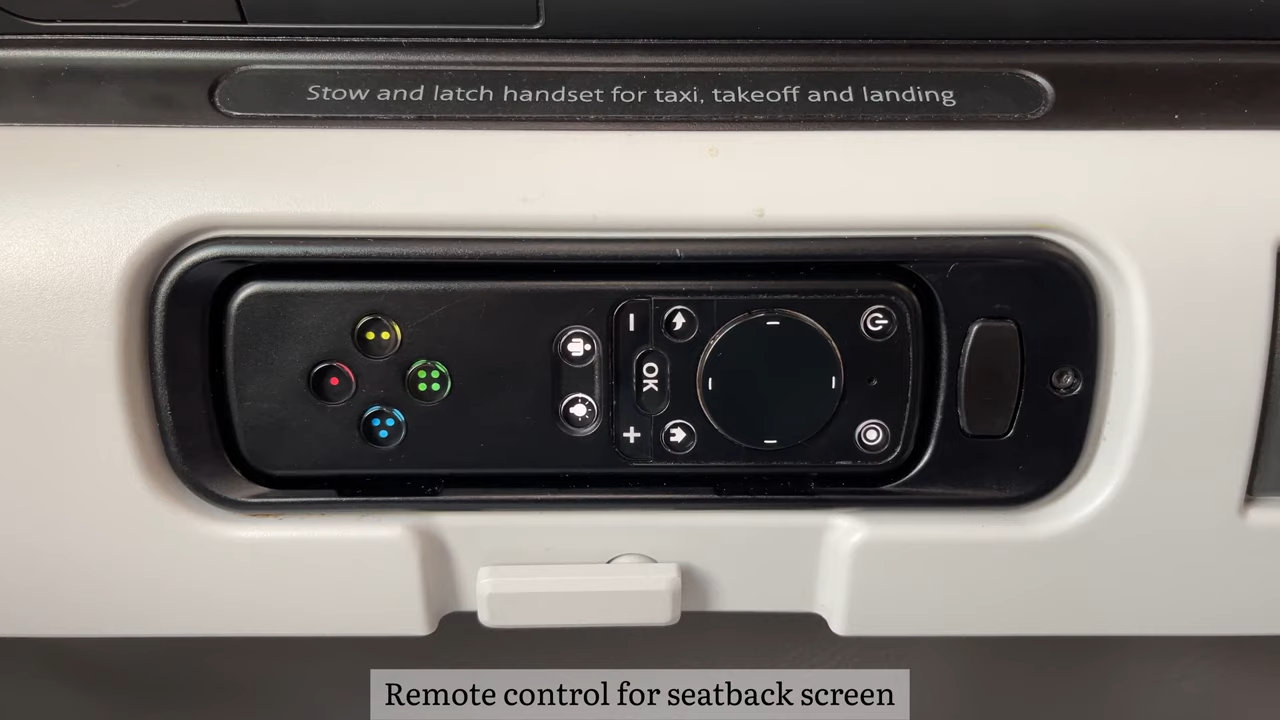 Stow and latch handset for taxi, takeoff and landing
OK
Remote control for seatback screen